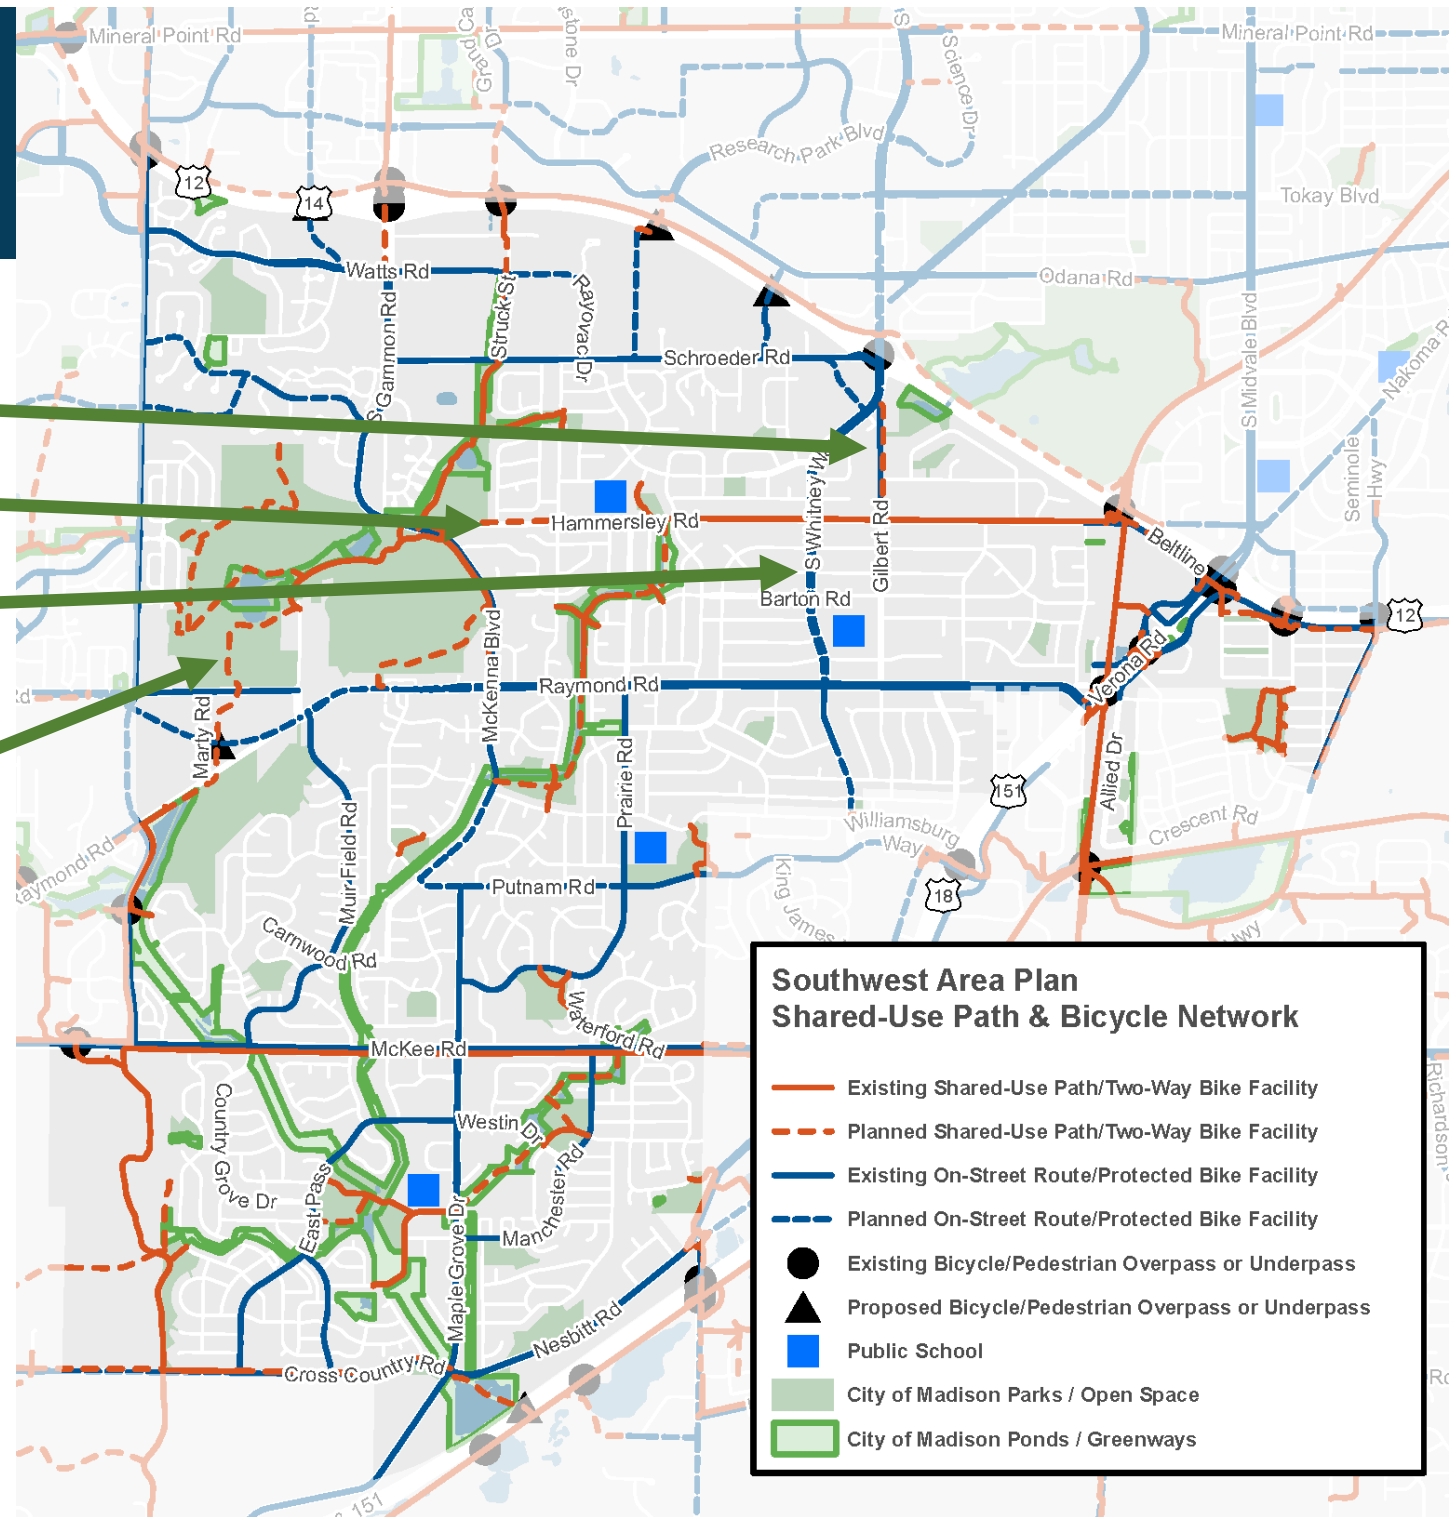 Mineral Point Rd
Grand Ca
Dr
stone Dr
S
Science Dr
Mineral Point Rd
Research Park Blvd
12
14
Tokay Blvd
Watts Rd
Odana Rd
S Gammon Rd
Struck St
Rayovac Dr
Schroeder Rd
S Midvale Blvd
Nakoma R
Seminole
Hwy
S Whitney W
Hammersley Rd
Gilbert Rd
Beltline
Barton Rd
12
McKenna Blvd
Verona Rd
Rd
Raymond Rd
Marty Rd
Prairie Rd
Allied Dr
151
Muir Field Rd
Williamsburg
Way
Crescent Rd
Raymond Rd
Putnam Rd
King James
18
Hwy
Carnwood Rd
Waterford Rd
McKee Rd
Richardson
Country Grove Dr
Westin Dr
East Pass
Manchester Rd
Maple Grove Dr
Nesbitt Rd
Cross Country Rd
Rd
& 151
Southwest Area Plan
Shared-Use Path & Bicycle Network
Existing Shared-Use Path/Two-Way Bike Facility
Planned Shared-Use Path/Two-Way Bike Facility
Existing On-Street Route/Protected Bike Facility
Planned On-Street Route/Protected Bike Facility
Existing Bicycle/Pedestrian Overpass or Underpass
Proposed Bicycle/Pedestrian Overpass or Underpass
Public School
City of Madison Parks / Open Space
City of Madison Ponds / Greenways